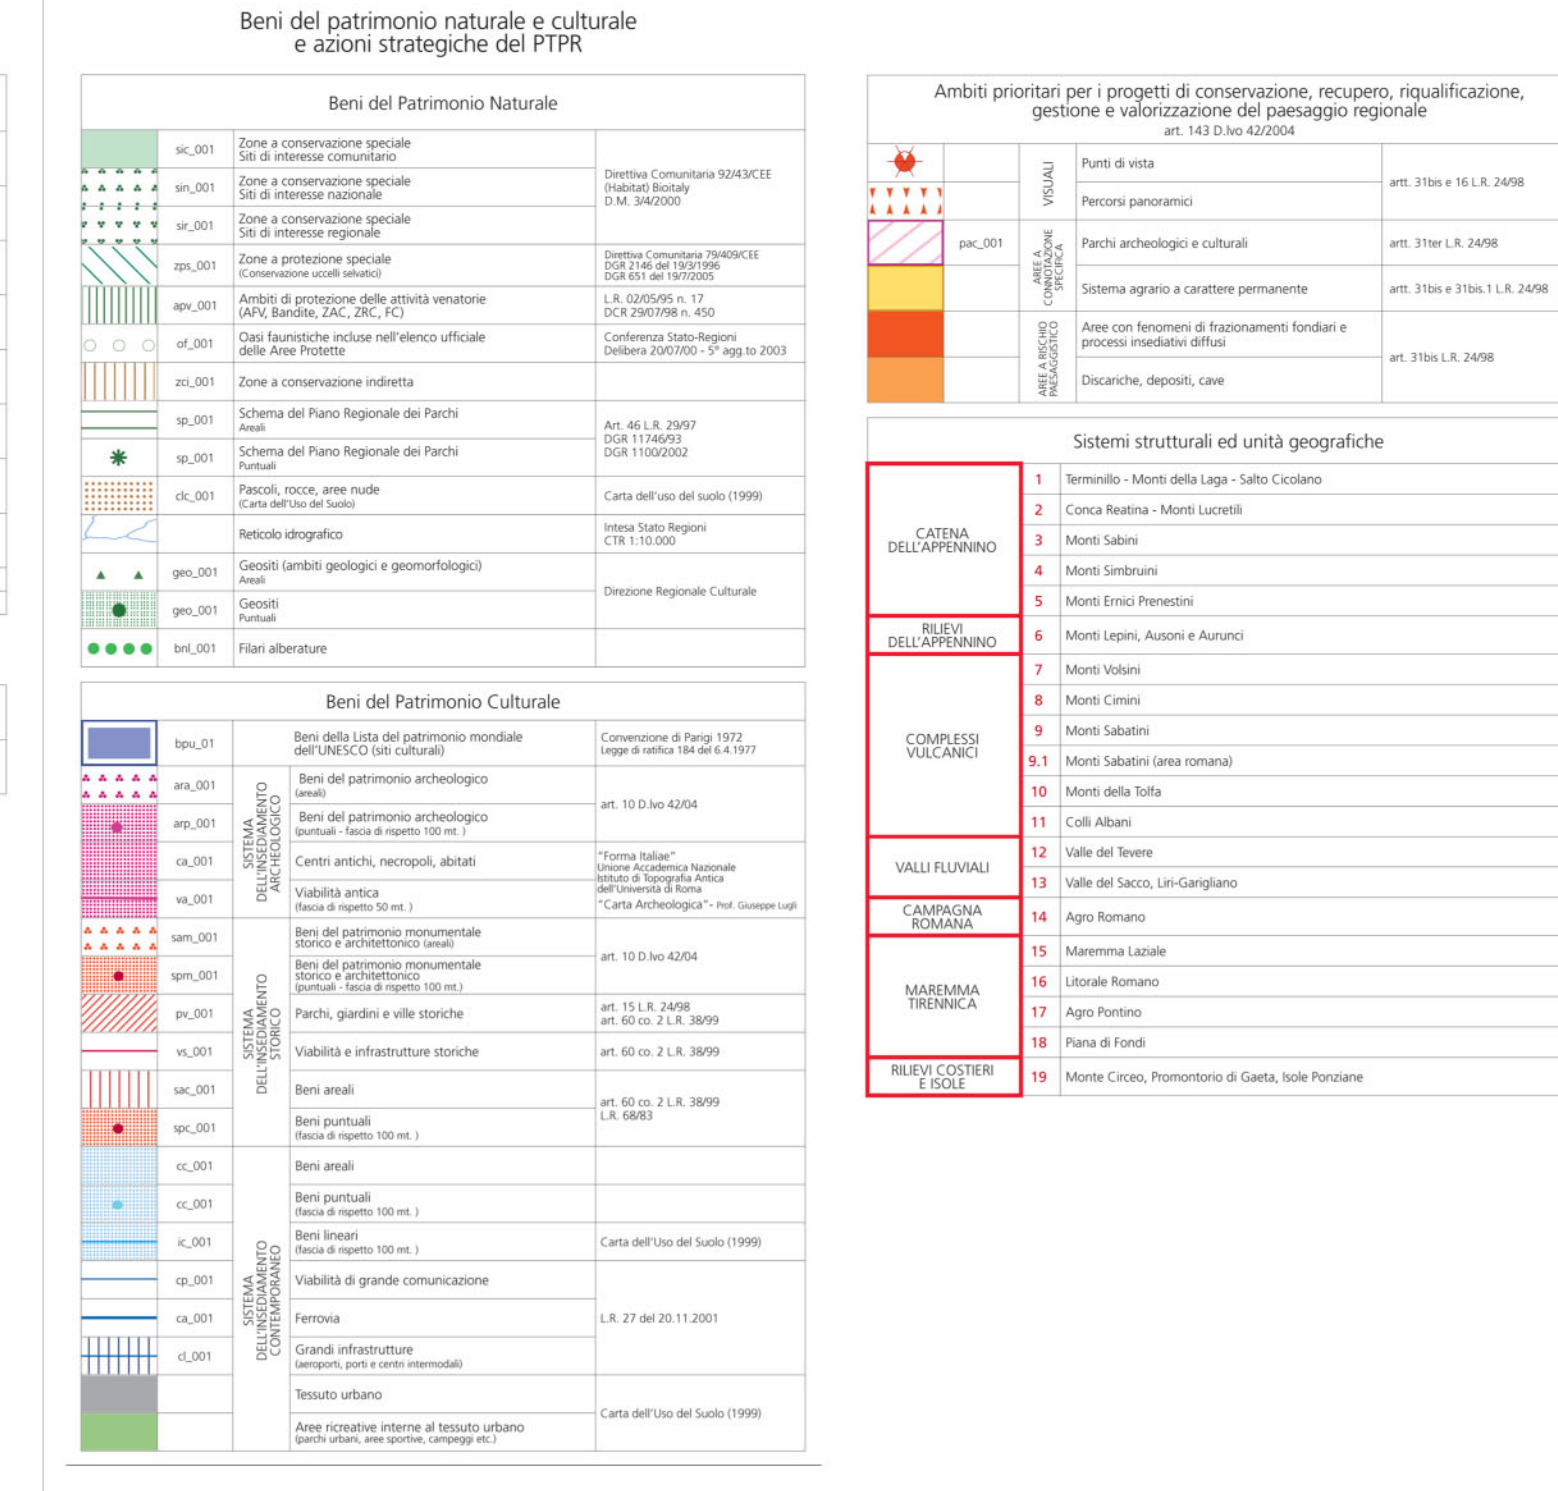 Beni del patrimonio naturale e culturale
e azioni strategiche del PTPR
Beni del Patrimonio Naturale
sic_001
Zone a conservazione speciale
Siti di interesse comunitario
sin_001
Zone a conservazione speciale
Siti di interesse nazionale
Direttiva Comunitaria 92/43/CEE
(Habitat) Bioitaly
D.M. 3/4/2000
sir_001
Zone a conservazione speciale
Siti di interesse regionale
zps_001
Zone a protezione speciale
(Conservazione uccelli selvatici)
Direttiva Comunitaria 79/409/CEE
DGR 2146 del 19/3/1996
DGR 651 del 19/7/2005
apv_001
Ambiti di protezione delle attività venatorie
(AFV, Bandite, ZAC, ZRC, FC)
L.R. 02/05/95 n. 17
DCR 29/07/98 n. 450
of_001
Oasi faunistiche incluse nell'elenco ufficiale
delle Aree Protette
Conferenza Stato-Regioni
Delibera 20/07/00 - 5° agg.to 2003
zci_001
Zone a conservazione indiretta
sp_001
Schema del Piano Regionale dei Parchi
Areali
Art. 46 L.R. 29/97
DGR 11746/93
DGR 1100/2002
sp_001
Schema del Piano Regionale dei Parchi
Puntuali
clc_001
Pascoli, rocce, aree nude
(Carta dell'Uso del Suolo)
Carta dell'uso del suolo (1999)
Reticolo idrografico
Intesa Stato Regioni
CTR 1:10.000
geo_001
Geositi (ambiti geologici e geomorfologici)
Areali
Direzione Regionale Culturale
geo_001
Geositi
Puntuali
bnl_001
Filari alberature
Beni del Patrimonio Culturale
bpu_01
Beni della Lista del patrimonio mondiale
dell'UNESCO (siti culturali)
Convenzione di Parigi 1972
Legge di ratifica 184 del 6.4.1977
SISTEMA
DELL'INSEDIAMENTO
ARCHEOLOGICO
ara_001
Beni del patrimonio archeologico
(areali)
art. 10 D.lvo 42/04
arp_001
Beni del patrimonio archeologico
(puntuali - fascia di rispetto 100 mt. )
ca_001
Centri antichi, necropoli, abitati
"Forma Italiae"
Unione Accademica Nazionale
Istituto di Topografia Antica
dell'Università di Roma
"Carta Archeologica" - Prof. Giuseppe Lugli
va_001
Viabilità antica
(fascia di rispetto 50 mt. )
SISTEMA
DELL'INSEDIAMENTO
STORICO
sam_001
Beni del patrimonio monumentale
storico e architettonico (areali)
art. 10 D.lvo 42/04
spm_001
Beni del patrimonio monumentale
storico e architettonico
(puntuali - fascia di rispetto 100 mt.)
pv_001
Parchi, giardini e ville storiche
art. 15 L.R. 24/98
art. 60 co. 2 L.R. 38/99
vs_001
Viabilità e infrastrutture storiche
art. 60 co. 2 L.R. 38/99
sac_001
Beni areali
art. 60 co. 2 L.R. 38/99
L.R. 68/83
spc_001
Beni puntuali
(fascia di rispetto 100 mt. )
SISTEMA
DELL'INSEDIAMENTO
CONTEMPORANEO
cc_001
Beni areali
cc_001
Beni puntuali
(fascia di rispetto 100 mt. )
ic_001
Beni lineari
(fascia di rispetto 100 mt. )
Carta dell'Uso del Suolo (1999)
cp_001
Viabilità di grande comunicazione
ca_001
Ferrovia
L.R. 27 del 20.11.2001
cl_001
Grandi infrastrutture
(aeroporti, porti e centri intermodali)
Tessuto urbano
Carta dell'Uso del Suolo (1999)
Aree ricreative interne al tessuto urbano
(parchi urbani, aree sportive, campeggi etc.)
Ambiti prioritari per i progetti di conservazione, recupero, riqualificazione,
gestione e valorizzazione del paesaggio regionale
art. 143 D.lvo 42/2004
VISUALI
Punti di vista
artt. 31bis e 16 L.R. 24/98
Percorsi panoramici
pac_001
AREE A
CONNOTAZIONE
SPECIFICA
Parchi archeologici e culturali
artt. 31ter L.R. 24/98
Sistema agrario a carattere permanente
artt. 31bis e 31bis.1 L.R. 24/98
AREE A RISCHIO
PAESAGGISTICO
Aree con fenomeni di frazionamenti fondiari e
processi insediativi diffusi
art. 31bis L.R. 24/98
Discariche, depositi, cave
Sistemi strutturali ed unità geografiche
CATENA
DELL'APPENNINO
1 Terminillo - Monti della Laga - Salto Cicolano
2 Conca Reatina - Monti Lucretili
3 Monti Sabini
4 Monti Simbruini
5 Monti Ernici Prenestini
RILIEVI
DELL'APPENNINO
6 Monti Lepini, Ausoni e Aurunci
COMPLESSI
VULCANICI
7 Monti Volsini
8 Monti Cimini
9 Monti Sabatini
9.1 Monti Sabatini (area romana)
10 Monti della Tolfa
11 Colli Albani
VALLI FLUVIALI
12 Valle del Tevere
13 Valle del Sacco, Liri-Garigliano
CAMPAGNA
ROMANA
14 Agro Romano
MAREMMA
TIRRENICA
15 Maremma Laziale
16 Litorale Romano
17 Agro Pontino
18 Piana di Fondi
RILIEVI COSTIERI
E ISOLE
19 Monte Circeo, Promontorio di Gaeta, Isole Ponziane